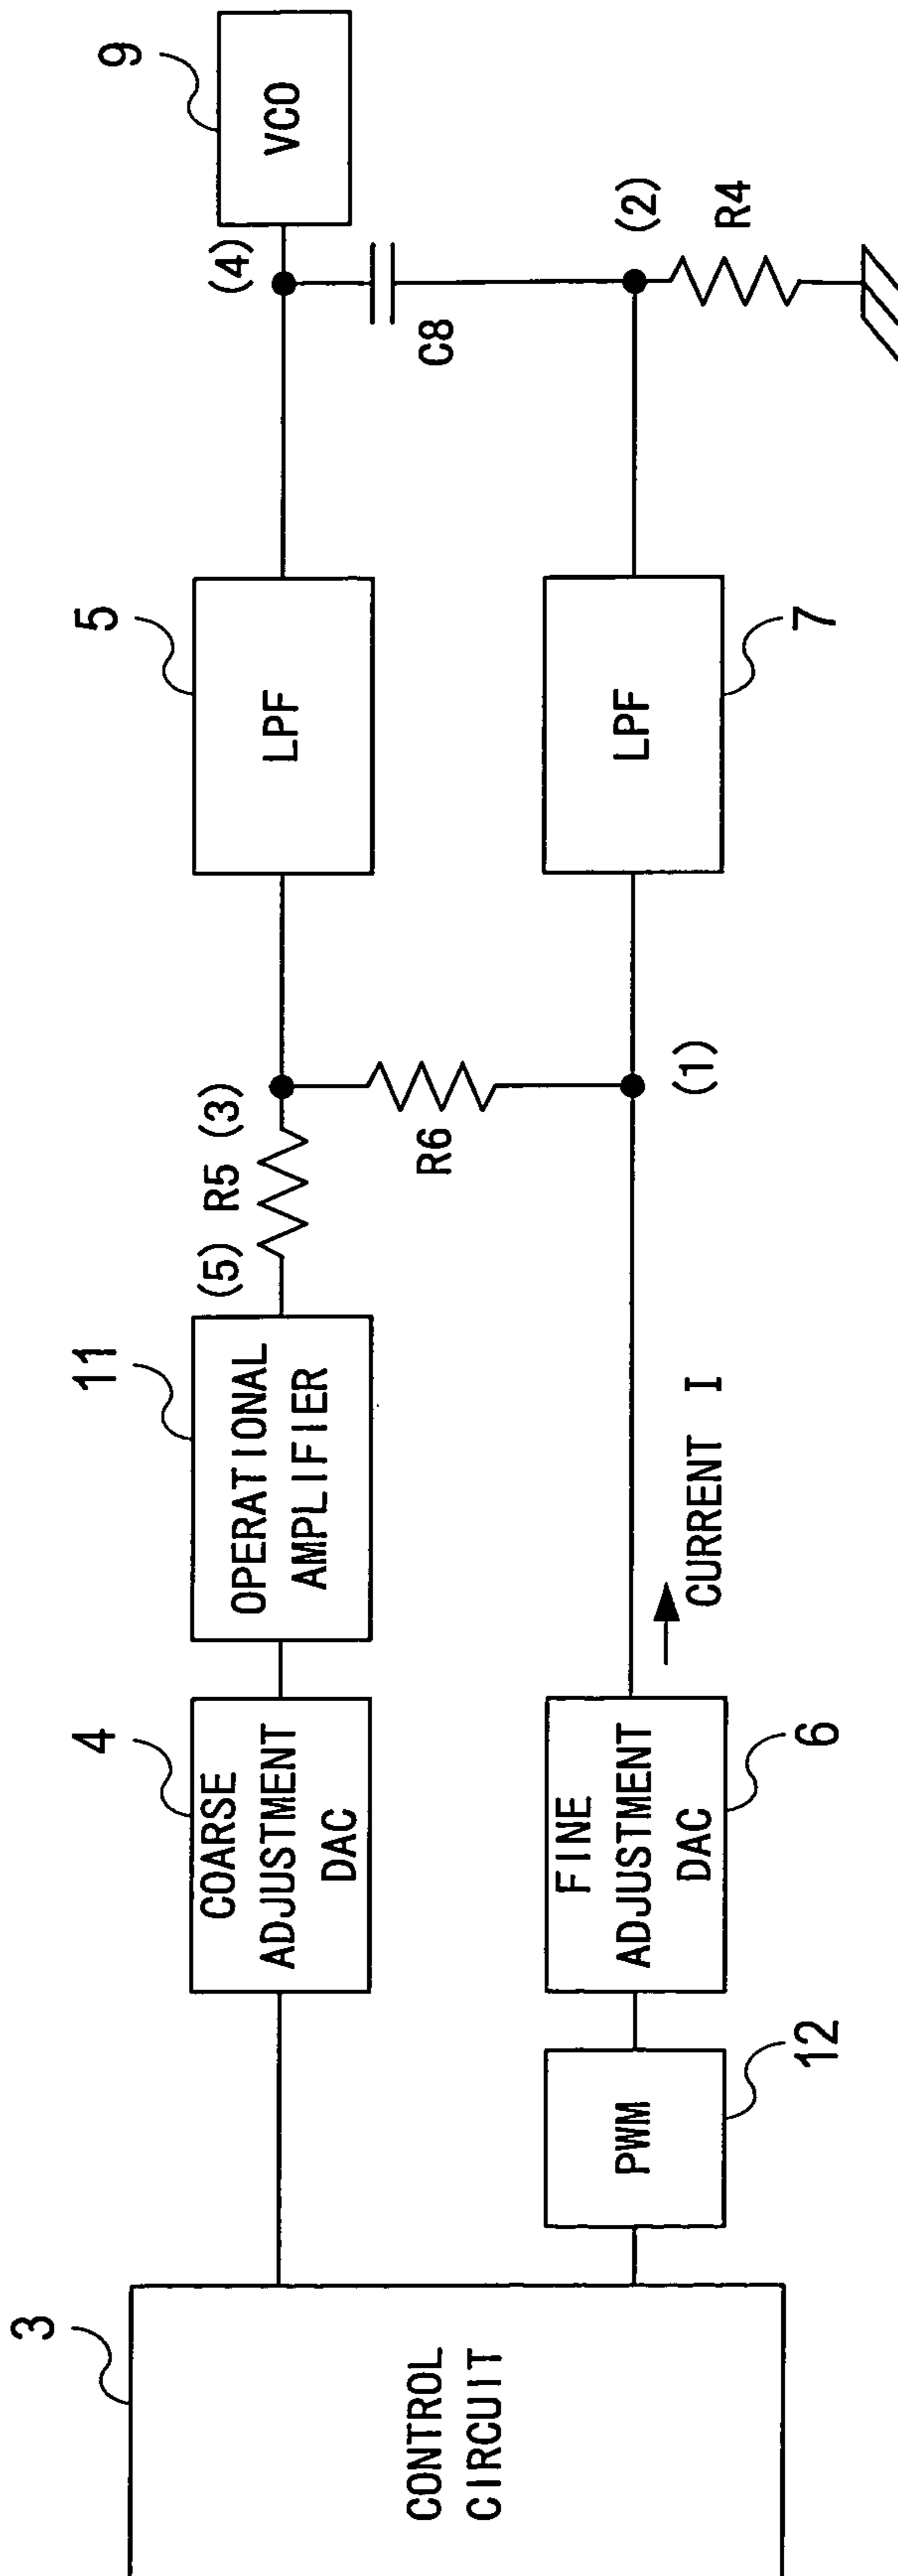 3
CONTROL
CIRCUIT
4
COARSE
ADJUSTMENT
DAC
11
OPERATIONAL
AMPLIFIER
(5) R5 (3)
5
LPF
(4)
9
VCO
R6
C8
12
PWM
6
FINE
ADJUSTMENT
DAC
CURRENT I
(1)
7
LPF
(2)
R4